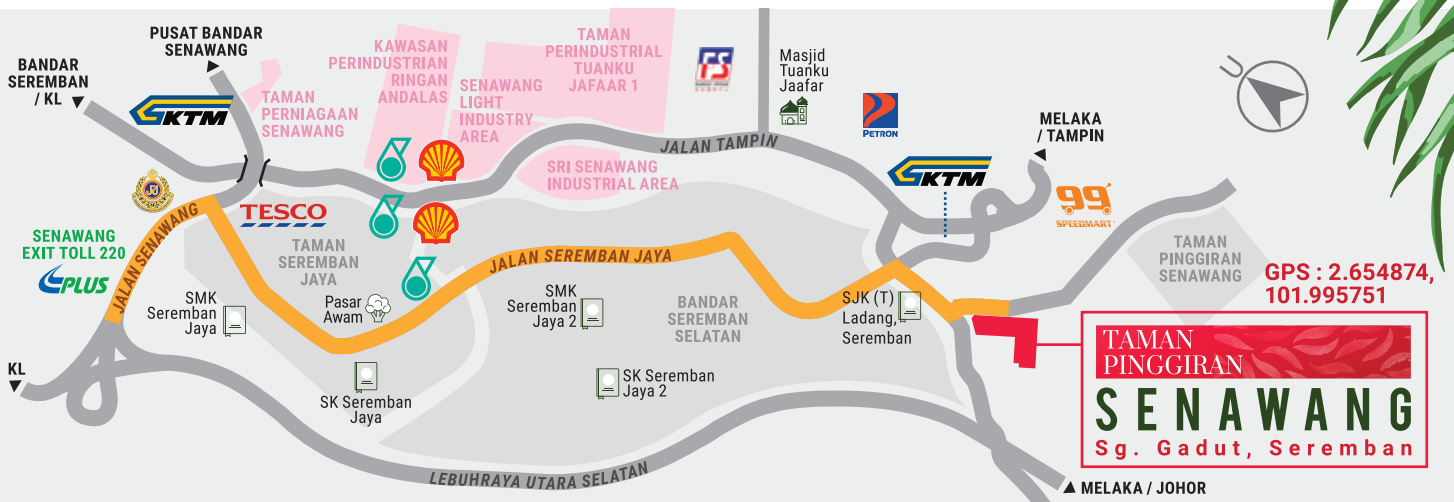 PUSAT BANDAR
SENAWANG
BANDAR
SEREMBAN
/ KL
KTM
TAMAN
PERNIAGAAN
SENAWANG
KAWASAN
PERINDUSTRIAN
RINGAN
ANDALAS
SENAWANG
LIGHT
INDUSTRY
AREA
TAMAN
PERINDUSTRIAL
TUANKU
JAFAAR 1
Masjid
Tuanku
Jaafar
PETRON
U
MELAKA
/ TAMPIN
JALAN TAMPIN
KTM
99
SPEEDMART
SRI SENAWANG
INDUSTRIAL AREA
TESCO
SENAWANG
EXIT TOLL 220
PLUS
JALAN SENAWANG
TAMAN
SEREMBAN
JAYA
JALAN SEREMBAN JAYA
TAMAN
PINGGIRAN
SENAWANG
GPS : 2.654874,
101.995751
SMK
Seremban
Jaya
Pasar
Awam
SMK
Seremban
Jaya 2
BANDAR
SEREMBAN
SELATAN
SJK (T)
Ladang,
Seremban
KL
SK Seremban
Jaya
SK Seremban
Jaya 2
TAMAN
PINGGIRAN
SENAWANG
Sg. Gadut, Seremban
LEBUHRAYA UTARA SELATAN
MELAKA / JOHOR